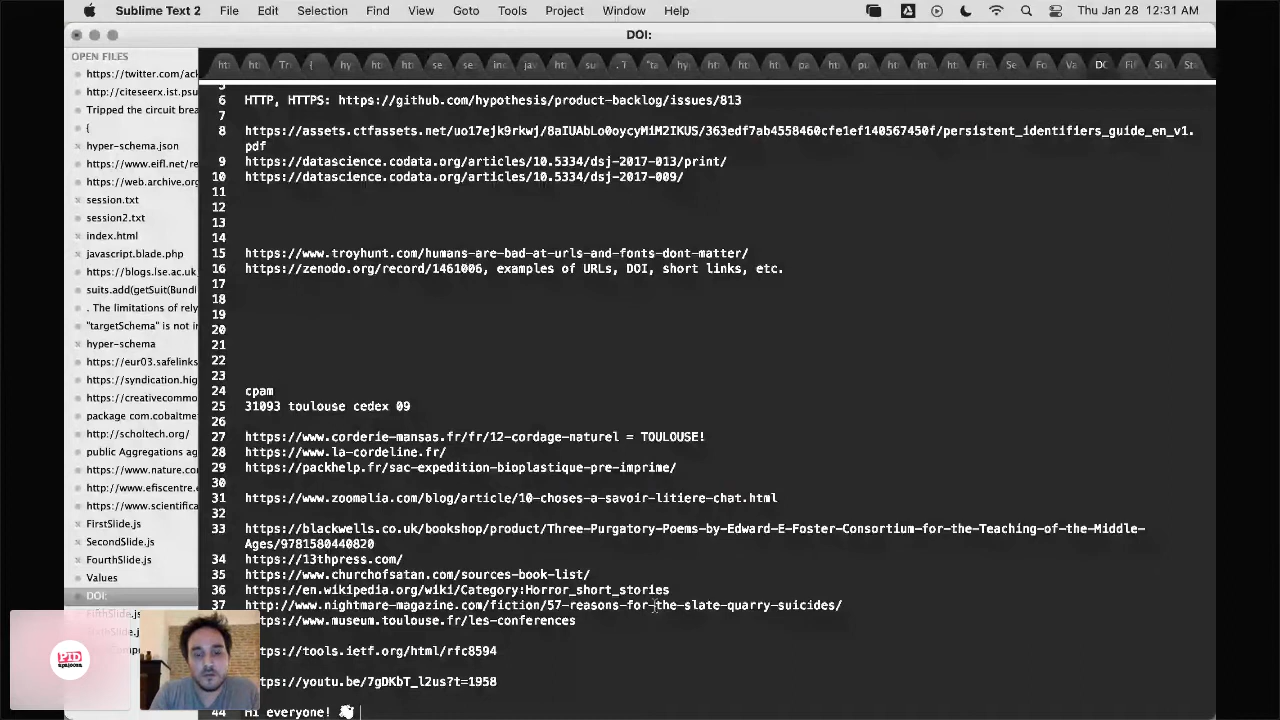 Sublime Text 2 File Edit Selection Find View Goto Tools Project Window Help Thu Jan 28 12:31 AM
DOI:
OPEN FILES
https://twitter.com/ack
http://citeseerx.ist.psu
Tripped the circuit brea
{
hyper-schema.json
https://www.eifl.net/re
https://web.archive.org
session.txt
session2.txt
index.html
javascript.blade.php
https://blogs.lse.ac.uk
suits.add(getSuit(Bundl
. The limitations of rely
"targetSchema" is not in
hyper-schema
https://eur03.safelinks
https://syndication.hig
https://creativecommo
package com.cobaltmet
http://scholtech.org/
public Aggregations ag
https://www.nature.com
http://www.efiscentre.e
https://www.scientifica
FirstSlide.js
SecondSlide.js
FourthSlide.js
Values
DOI:
FifthSlide.js
6 HTTP, HTTPS: https://github.com/hypothesis/product-backlog/issues/813
7
8 https://assets.ctfassets.net/uo17ejk9rkwj/8aIUAbLo0oycyMiM2IKUS/363edf7ab4558460cfe1ef140567450f/persistent_identifiers_guide_en_v1.
pdf
9 https://datascience.codata.org/articles/10.5334/dsj-2017-013/print/
10 https://datascience.codata.org/articles/10.5334/dsj-2017-009/
11
12
13
14
15 https://www.troyhunt.com/humans-are-bad-at-urls-and-fonts-dont-matter/
16 https://zenodo.org/record/1461006, examples of URLs, DOI, short links, etc.
17
18
19
20
21
22
23
24 cpam
25 31093 toulouse cedex 09
26
27 https://www.corderie-mansas.fr/fr/12-cordage-naturel = TOULOUSE!
28 https://www.la-cordeline.fr/
29 https://packhelp.fr/sac-expedition-bioplastique-pre-imprime/
30
31 https://www.zoomalia.com/blog/article/10-choses-a-savoir-litiere-chat.html
32
33 https://blackwells.co.uk/bookshop/product/Three-Purgatory-Poems-by-Edward-E-Foster-Consortium-for-the-Teaching-of-the-Middle-
Ages/9781580440820
34 https://13thpress.com/
35 https://www.churchofsatan.com/sources-book-list/
36 https://en.wikipedia.org/wiki/Category:Horror_short_stories
37 http://www.nightmare-magazine.com/fiction/57-reasons-for-the-slate-quarry-suicides/
ttps://www.museum.toulouse.fr/les-conferences
ttps://tools.ietf.org/html/rfc8594
ttps://youtu.be/7gDKbT_l2us?t=1958
44 Hi everyone! 👋
PID
apalooza